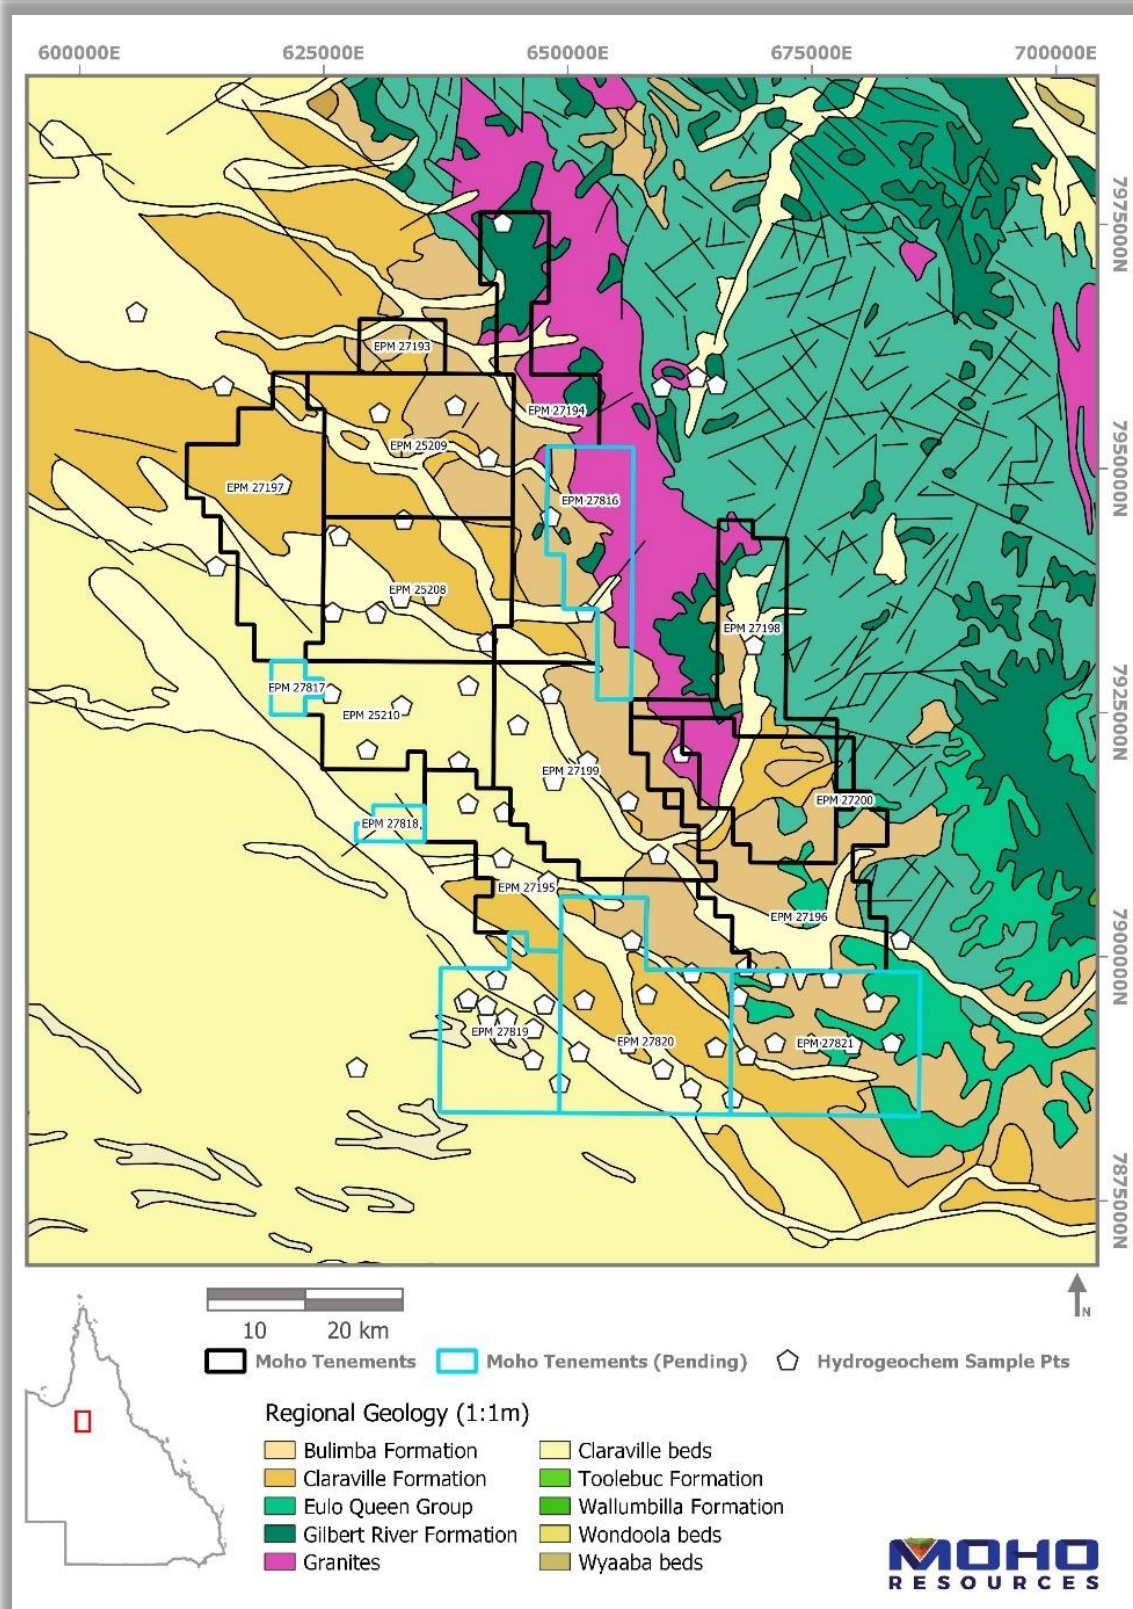 600000E 625000E 650000E 675000E 700000E
7975000N
EPM 27193
EPM 27194
EPM 25209
7950000N
EPM 27197
EPM 27816
EPM 25208
EPM 27198
EPM 27817
EPM 25210
7925000N
EPM 27199
EPM 27200
EPM 27818
EPM 27195
EPM 27196
7900000N
EPM 27819
EPM 27820
EPM 27821
7875000N
N
10 20 km
Moho Tenements Moho Tenements (Pending) Hydrogeochem Sample Pts
Regional Geology (1:1m)
Bulimba Formation Claraville beds
Claraville Formation Toolebuc Formation
Eulo Queen Group Wallumbilla Formation
Gilbert River Formation Wondoola beds
Granites Wyaaba beds
MOHO
RESOURCES